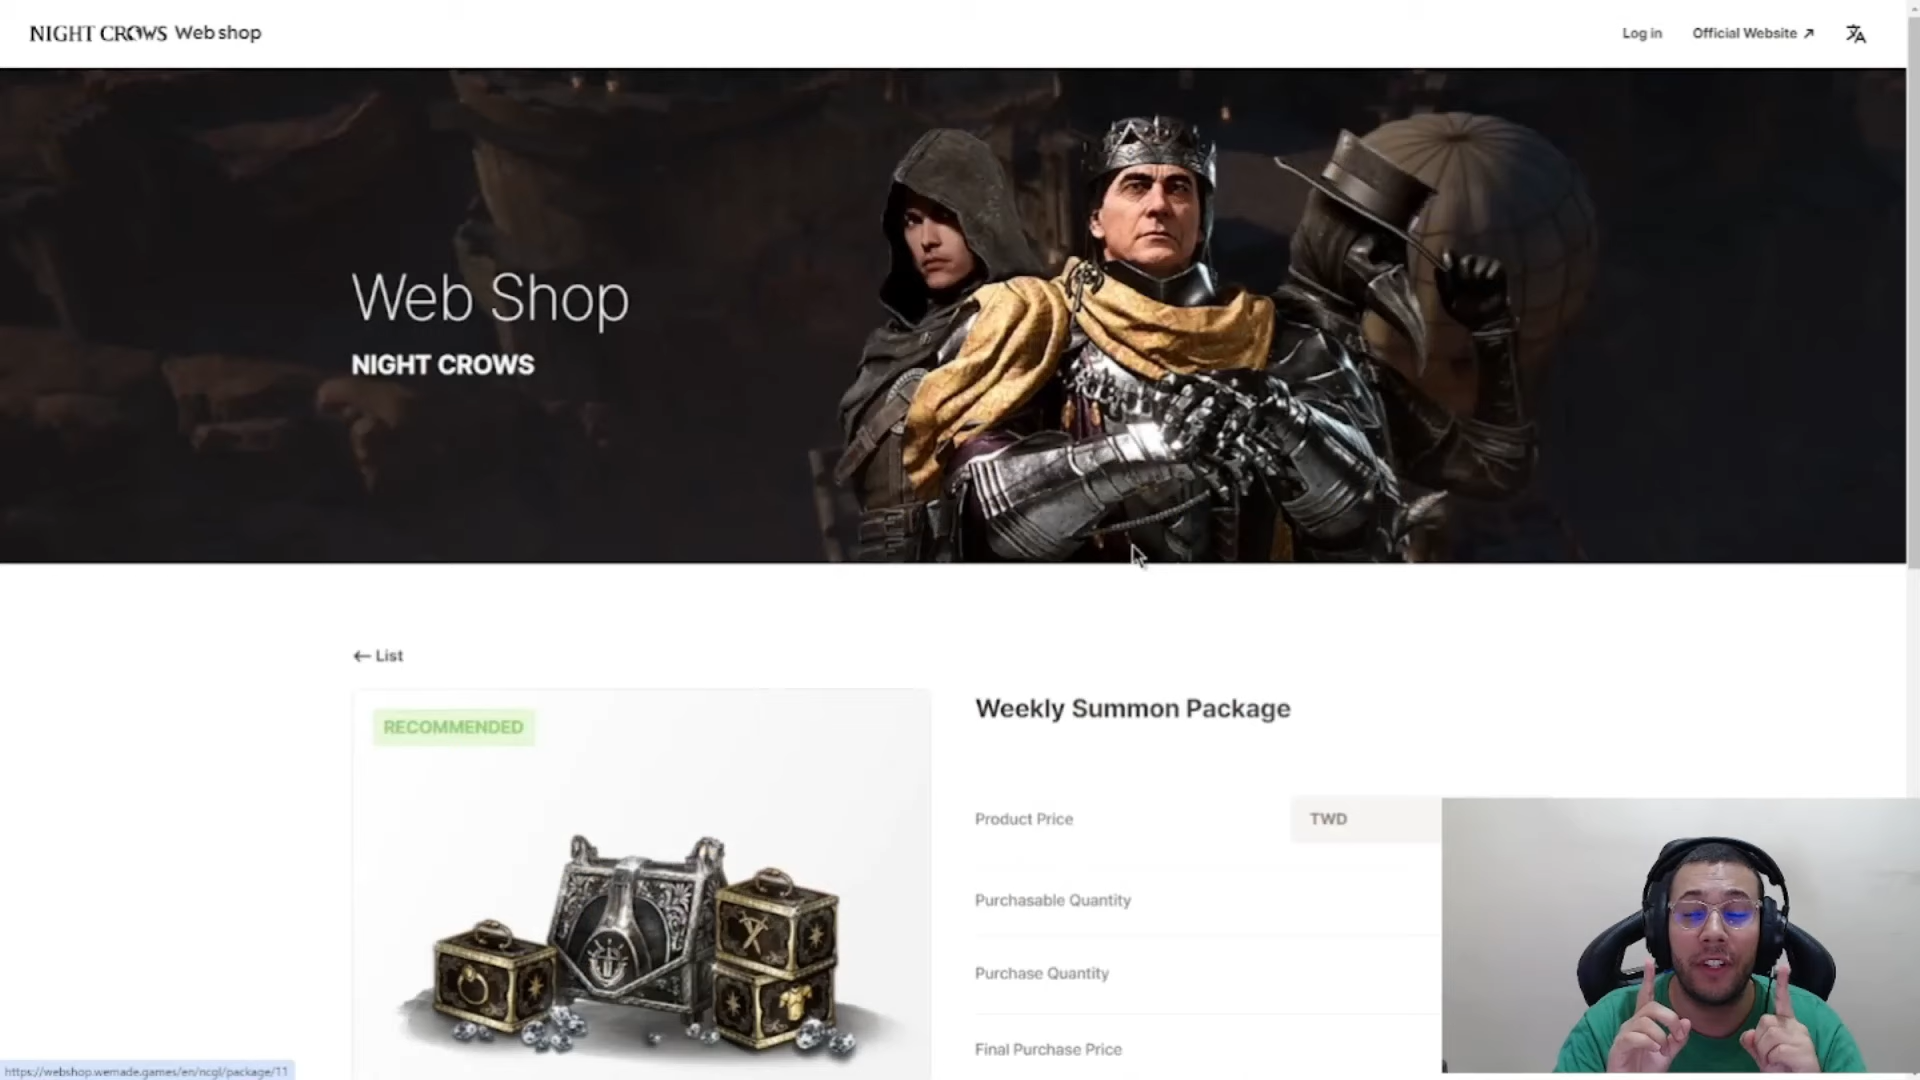 NIGHT CROWS Web shop
Log in
Official Website
Web Shop
NIGHT CROWS
List
RECOMMENDED
Weekly Summon Package
Product Price
TWD
Purchasable Quantity
Purchase Quantity
Final Purchase Price
https://webshop.wemade.games/en/ncgl/package/11